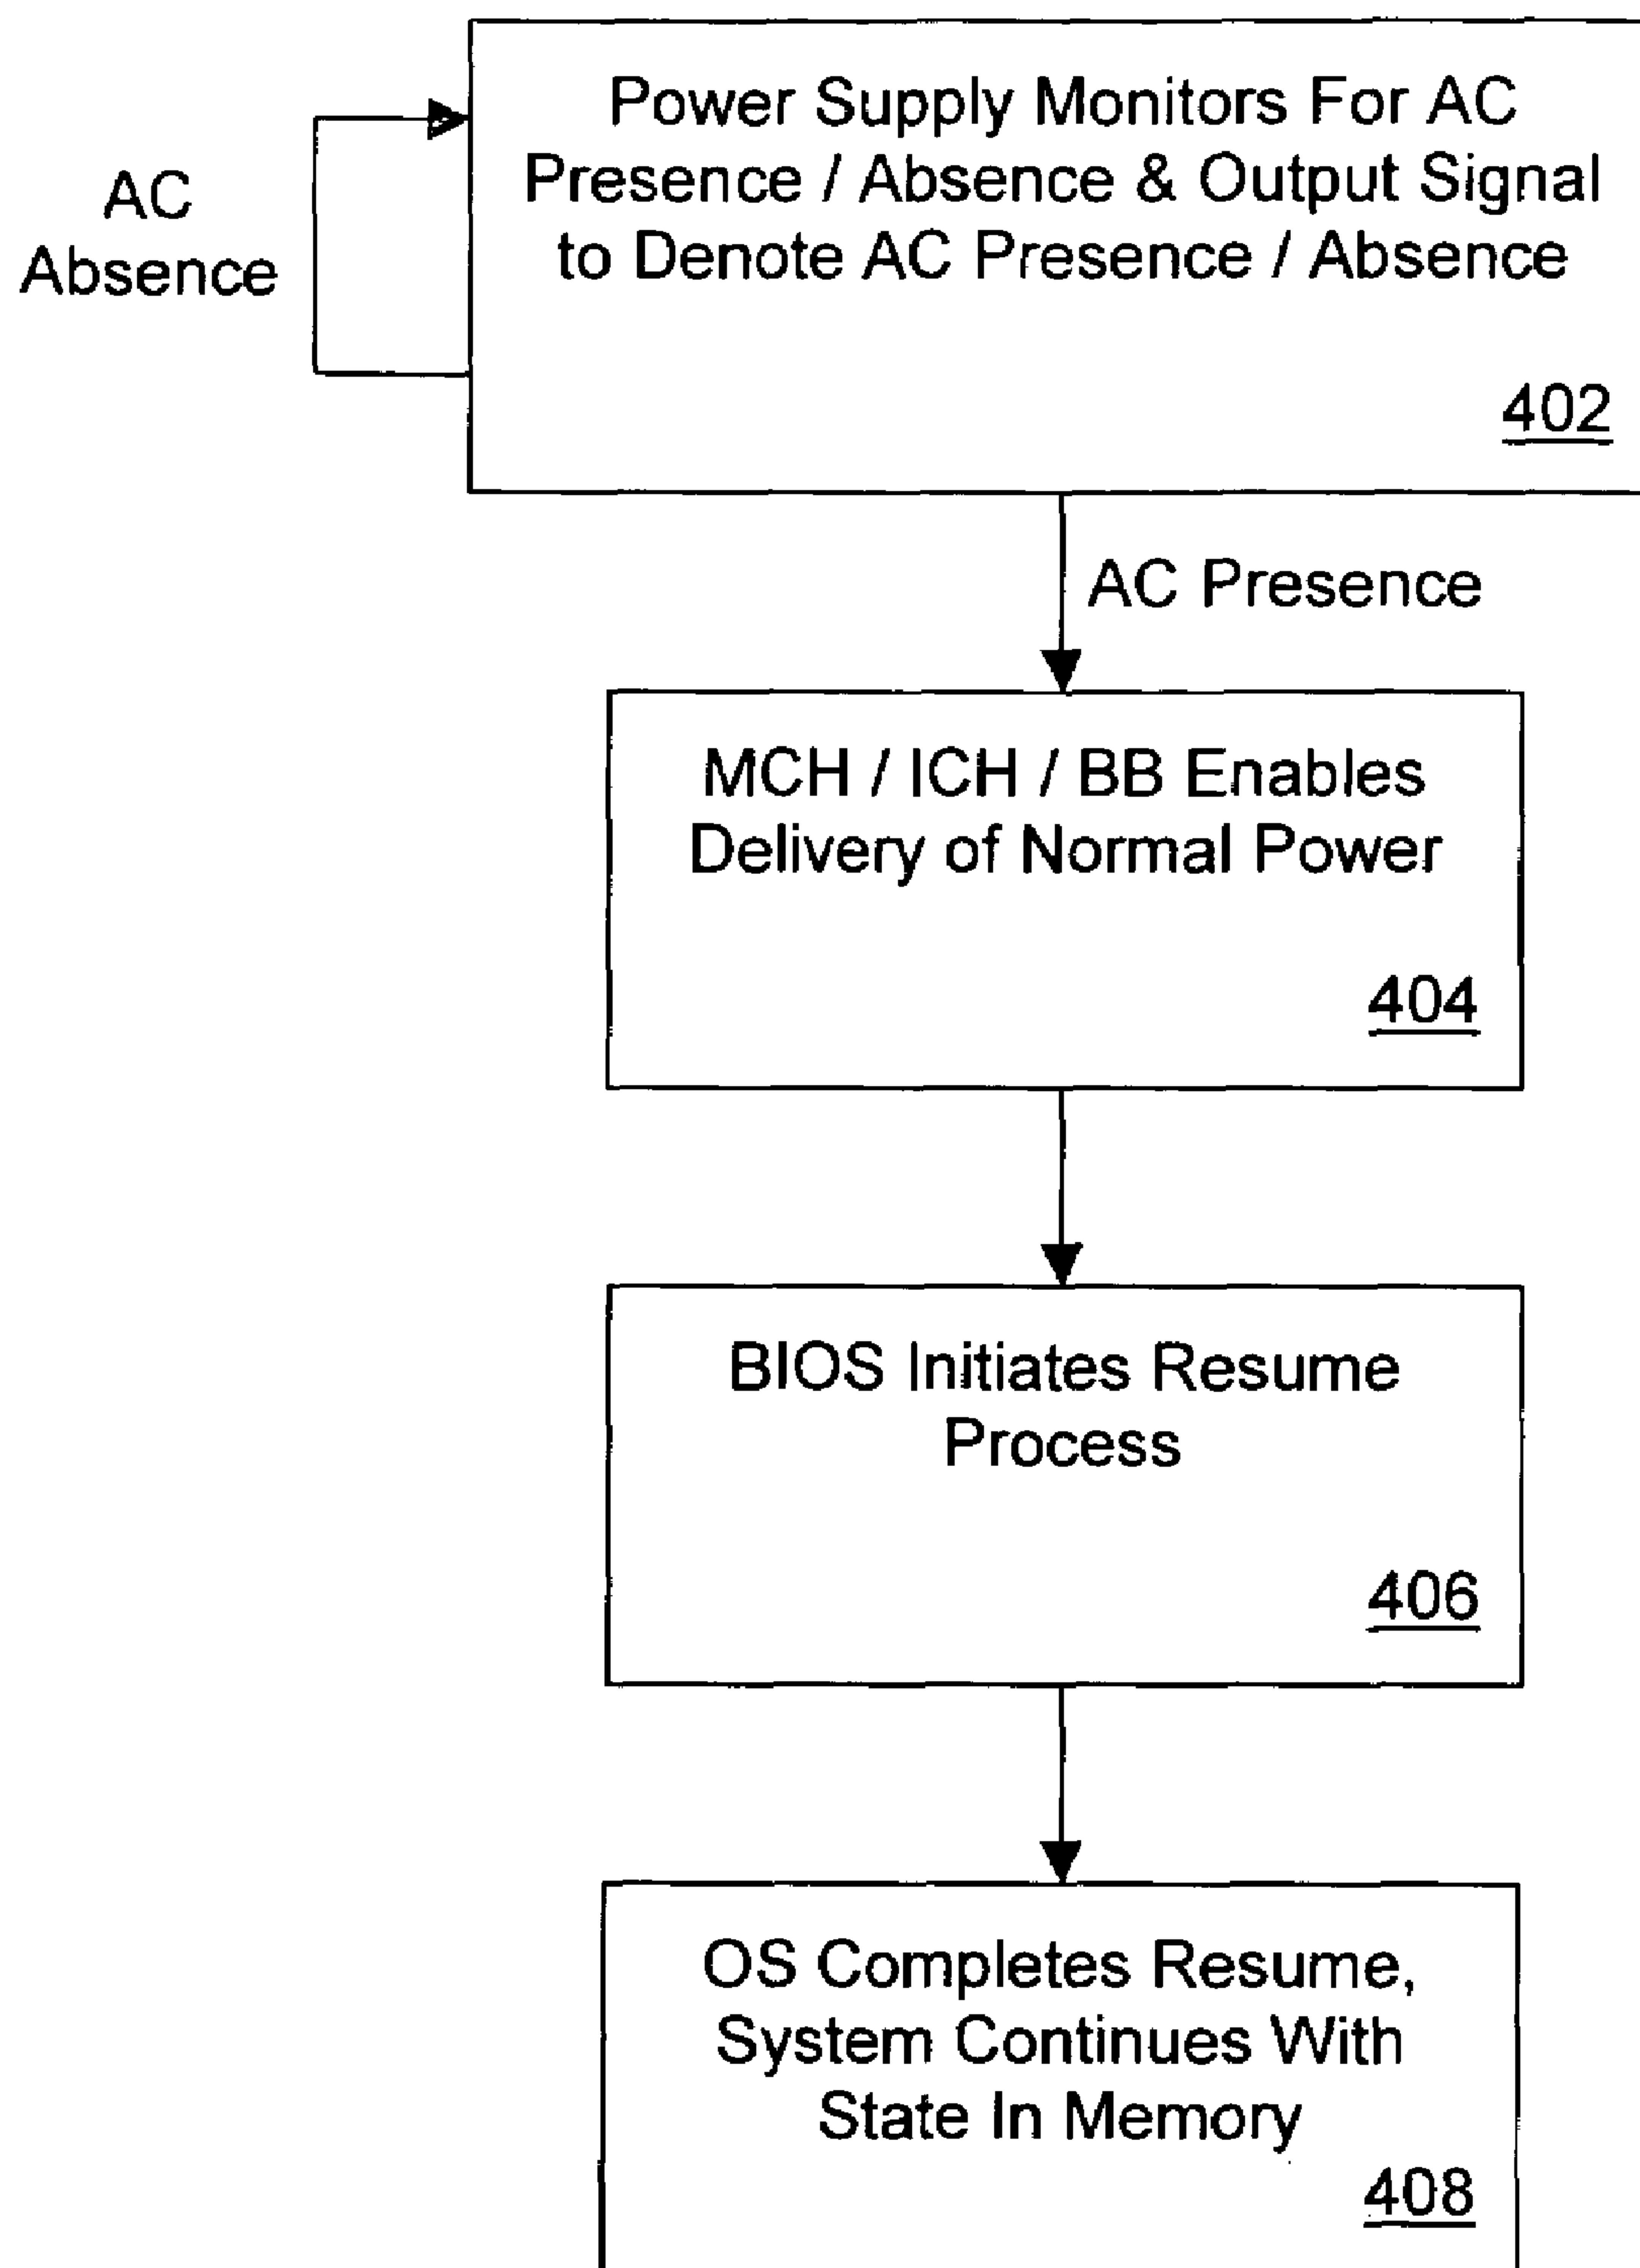 Power Supply Monitors For AC
Presence / Absence & Output Signal
to Denote AC Presence / Absence
402
AC
Absence
AC Presence
MCH / ICH / BB Enables
Delivery of Normal Power
404
BIOS Initiates Resume
Process
406
OS Completes Resume,
System Continues With
State In Memory
408